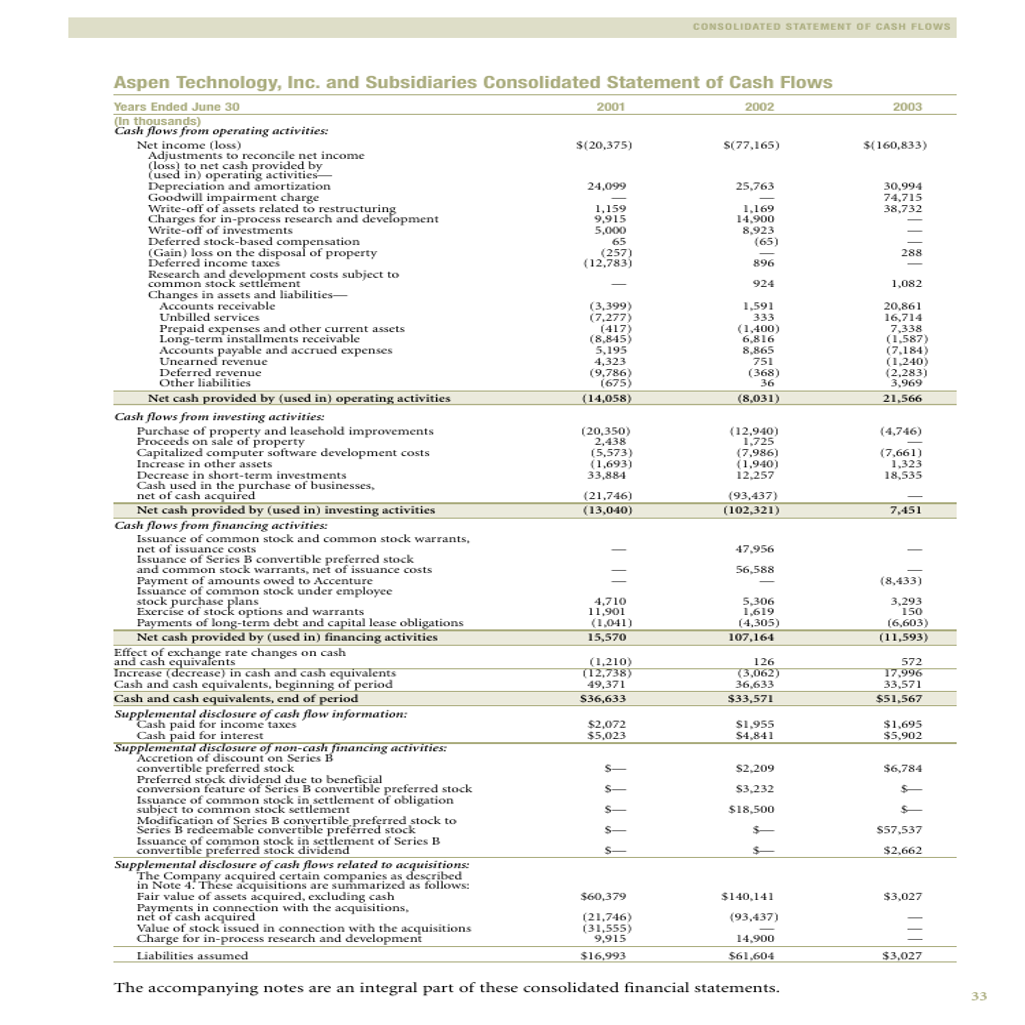 CONSOLIDATED STATEMENT OF CASH FLOWS
Aspen Technology, Inc. and Subsidiaries Consolidated Statement of Cash Flows
Years Ended June 30 2001 2002 2003
(In thousands)
Cash flows from operating activities:
Net income (loss) $(20,375) $(77,165) $(160,833)
Adjustments to reconcile net income
(loss) to net cash provided by
(used in) operating activities—
Depreciation and amortization 24,099 25,763 30,994
Goodwill impairment charge — — 74,715
Write-off of assets related to restructuring 1,159 1,169 38,732
Charges for in-process research and development 9,915 14,900 —
Write-off of investments 5,000 8,923 —
Deferred stock-based compensation 65 (65) —
(Gain) loss on the disposal of property (257) — 288
Deferred income taxes (12,783) 896 —
Research and development costs subject to
common stock settlement — 924 1,082
Changes in assets and liabilities—
Accounts receivable (3,399) 1,591 20,861
Unbilled services (7,277) 333 16,714
Prepaid expenses and other current assets (417) (1,400) 7,338
Long-term installments receivable (8,845) 6,816 (1,587)
Accounts payable and accrued expenses 5,195 8,865 (7,184)
Unearned revenue 4,323 751 (1,240)
Deferred revenue (9,786) (368) (2,283)
Other liabilities (675) 36 3,969
Net cash provided by (used in) operating activities (14,058) (8,031) 21,566
Cash flows from investing activities:
Purchase of property and leasehold improvements (20,350) (12,940) (4,746)
Proceeds on sale of property 2,438 1,725 —
Capitalized computer software development costs (5,573) (7,986) (7,661)
Increase in other assets (1,693) (1,940) 1,323
Decrease in short-term investments 33,884 12,257 18,535
Cash used in the purchase of businesses,
net of cash acquired (21,746) (93,437) —
Net cash provided by (used in) investing activities (13,040) (102,321) 7,451
Cash flows from financing activities:
Issuance of common stock and common stock warrants,
net of issuance costs — 47,956 —
Issuance of Series B convertible preferred stock
and common stock warrants, net of issuance costs — 56,588 —
Payment of amounts owed to Accenture — — (8,433)
Issuance of common stock under employee
stock purchase plans 4,710 5,306 3,293
Exercise of stock options and warrants 11,901 1,619 150
Payments of long-term debt and capital lease obligations (1,041) (4,305) (6,603)
Net cash provided by (used in) financing activities 15,570 107,164 (11,593)
Effect of exchange rate changes on cash
and cash equivalents (1,210) 126 572
Increase (decrease) in cash and cash equivalents (12,738) (3,062) 17,996
Cash and cash equivalents, beginning of period 49,371 36,633 33,571
Cash and cash equivalents, end of period $36,633 $33,571 $51,567
Supplemental disclosure of cash flow information:
Cash paid for income taxes $2,072 $1,955 $1,695
Cash paid for interest $5,023 $4,841 $5,902
Supplemental disclosure of non-cash financing activities:
Accretion of discount on Series B
convertible preferred stock $— $2,209 $6,784
Preferred stock dividend due to beneficial
conversion feature of Series B convertible preferred stock $— $3,232 $—
Issuance of common stock in settlement of obligation
subject to common stock settlement $— $18,500 $—
Modification of Series B convertible preferred stock to
Series B redeemable convertible preferred stock $— $— $57,537
Issuance of common stock in settlement of Series B
convertible preferred stock dividend $— $— $2,662
Supplemental disclosure of cash flows related to acquisitions:
The Company acquired certain companies as described
in Note 4. These acquisitions are summarized as follows:
Fair value of assets acquired, excluding cash $60,379 $140,141 $3,027
Payments in connection with the acquisitions,
net of cash acquired (21,746) (93,437) —
Value of stock issued in connection with the acquisitions (31,555) — —
Charge for in-process research and development 9,915 14,900 —
Liabilities assumed $16,993 $61,604 $3,027
The accompanying notes are an integral part of these consolidated financial statements.
33